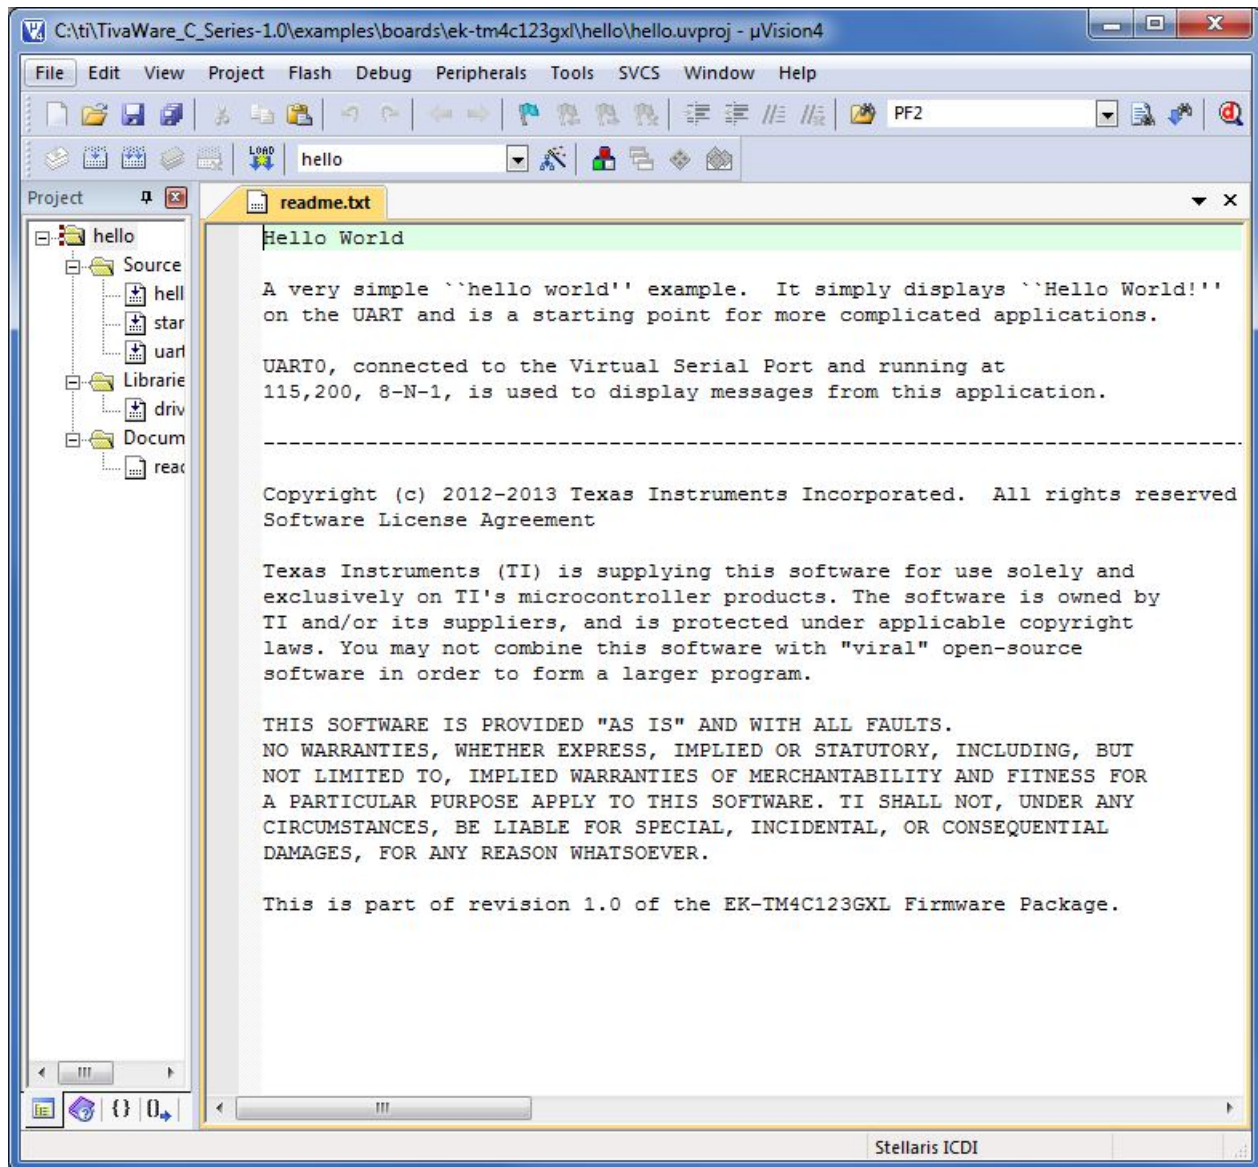 C:\ti\TivaWare_C_Series-1.0\examples\boards\ek-tm4c123gxl\hello\hello.uvproj - µVision4
File Edit View Project Flash Debug Peripherals Tools SVCS Window Help
PF2
LOAD hello
Project
readme.txt
hello
Source
hell
star
uart
Librarie
driv
Docum
read
Hello World
A very simple ``hello world'' example.  It simply displays ``Hello World!''
on the UART and is a starting point for more complicated applications.
UART0, connected to the Virtual Serial Port and running at
115,200, 8-N-1, is used to display messages from this application.
-------------------------------------------------------------------------------
Copyright (c) 2012-2013 Texas Instruments Incorporated.  All rights reserved
Software License Agreement
Texas Instruments (TI) is supplying this software for use solely and
exclusively on TI's microcontroller products. The software is owned by
TI and/or its suppliers, and is protected under applicable copyright
laws. You may not combine this software with "viral" open-source
software in order to form a larger program.
THIS SOFTWARE IS PROVIDED "AS IS" AND WITH ALL FAULTS.
NO WARRANTIES, WHETHER EXPRESS, IMPLIED OR STATUTORY, INCLUDING, BUT
NOT LIMITED TO, IMPLIED WARRANTIES OF MERCHANTABILITY AND FITNESS FOR
A PARTICULAR PURPOSE APPLY TO THIS SOFTWARE. TI SHALL NOT, UNDER ANY
CIRCUMSTANCES, BE LIABLE FOR SPECIAL, INCIDENTAL, OR CONSEQUENTIAL
DAMAGES, FOR ANY REASON WHATSOEVER.
This is part of revision 1.0 of the EK-TM4C123GXL Firmware Package.
Stellaris ICDI